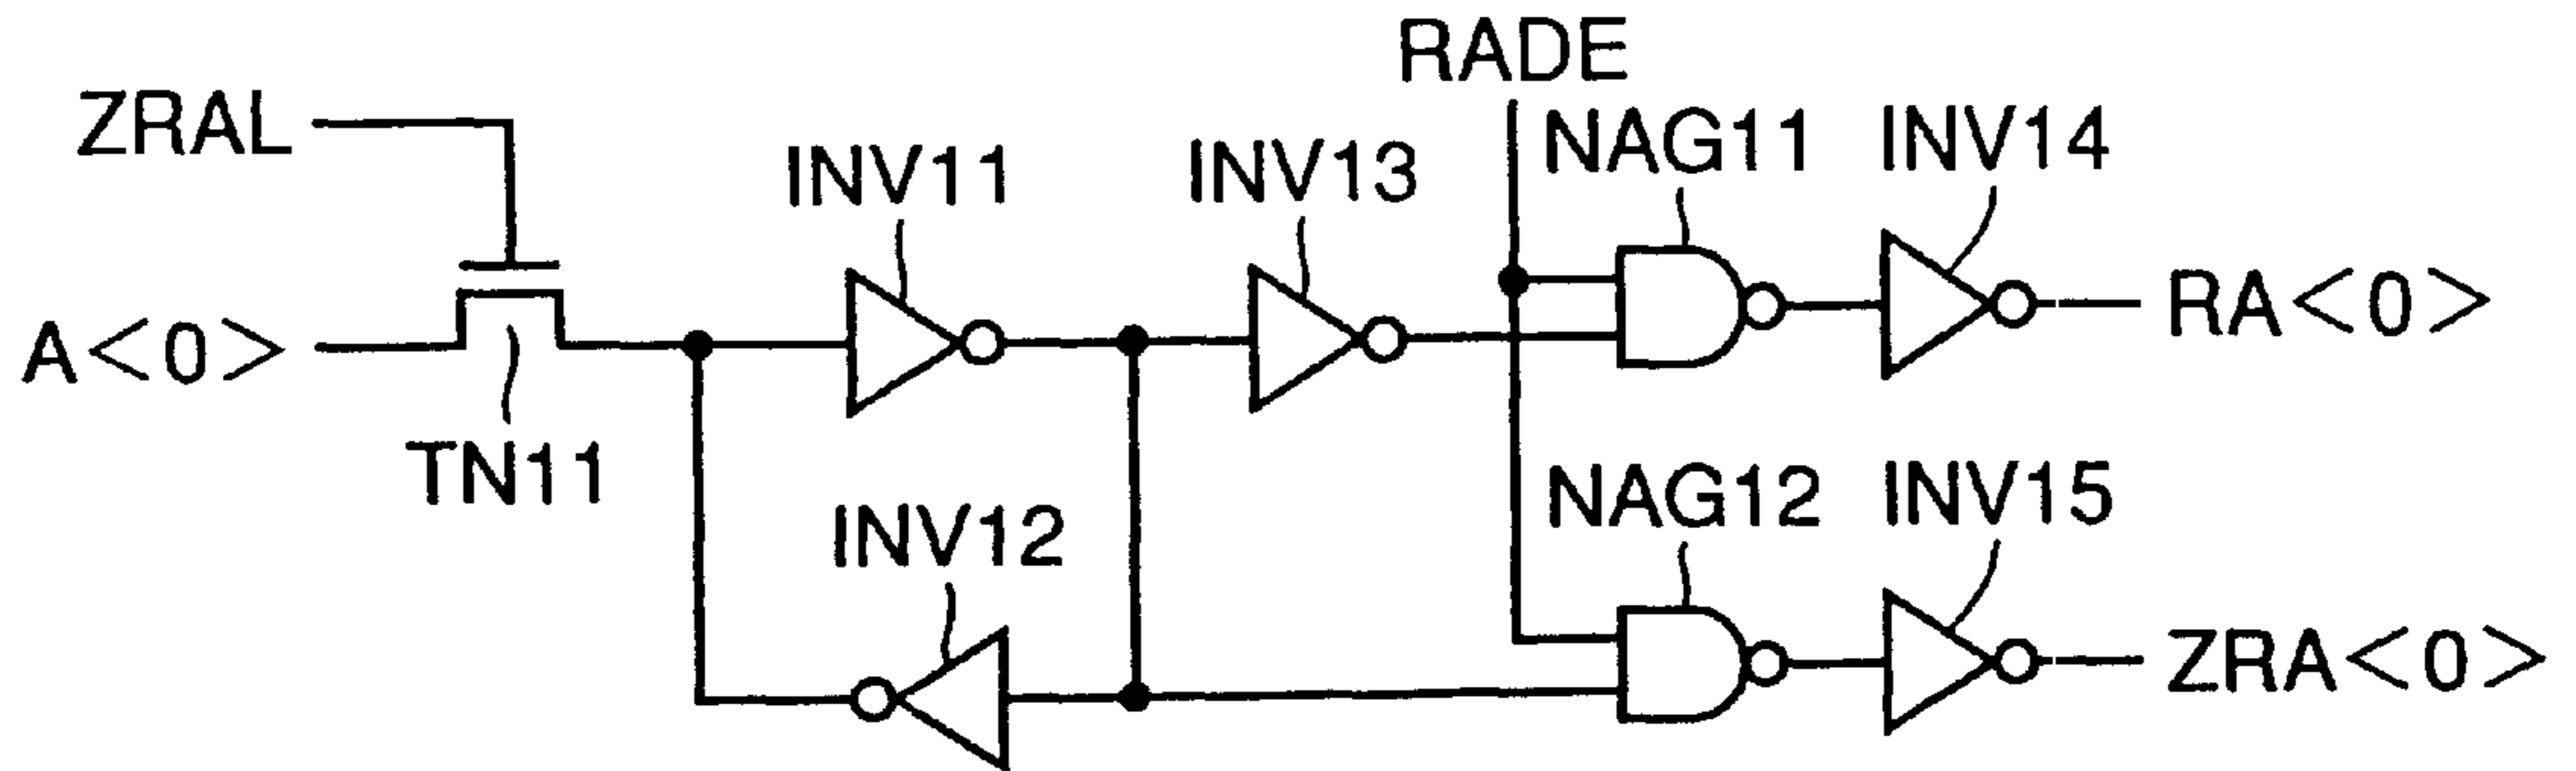 RADE
ZRAL
NAG11
INV14
INV11
INV13
RA<0>
A<0>
TN11
NAG12
INV15
INV12
ZRA<0>